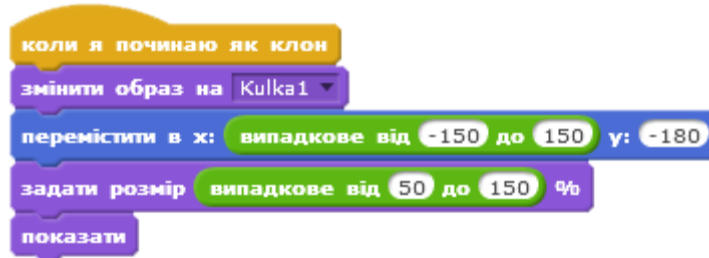 коли я починаю як клон
змінити образ на Kulka1
перемістити в x: випадкове від -150 до 150 y: -180
задати розмір випадкове від 50 до 150 %
показати